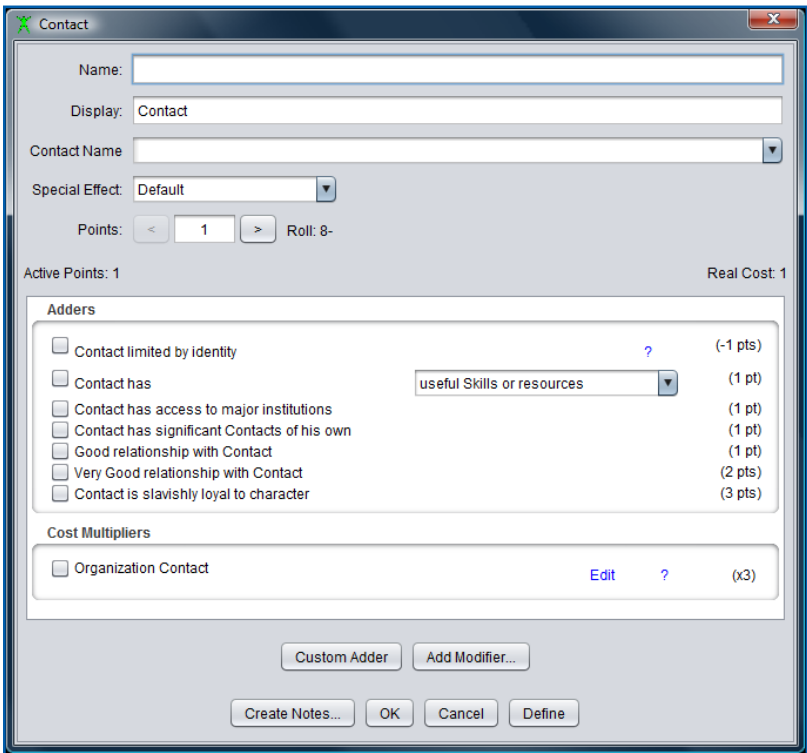 Contact
Name:
Display: Contact
Contact Name
Special Effect: Default
Points: < 1 > Roll: 8-
Active Points: 1 Real Cost: 1
Adders
Contact limited by identity ? (-1 pts)
Contact has useful Skills or resources (1 pt)
Contact has access to major institutions (1 pt)
Contact has significant Contacts of his own (1 pt)
Good relationship with Contact (1 pt)
Very Good relationship with Contact (2 pts)
Contact is slavishly loyal to character (3 pts)
Cost Multipliers
Organization Contact Edit ? (x3)
Custom Adder Add Modifier...
Create Notes... OK Cancel Define